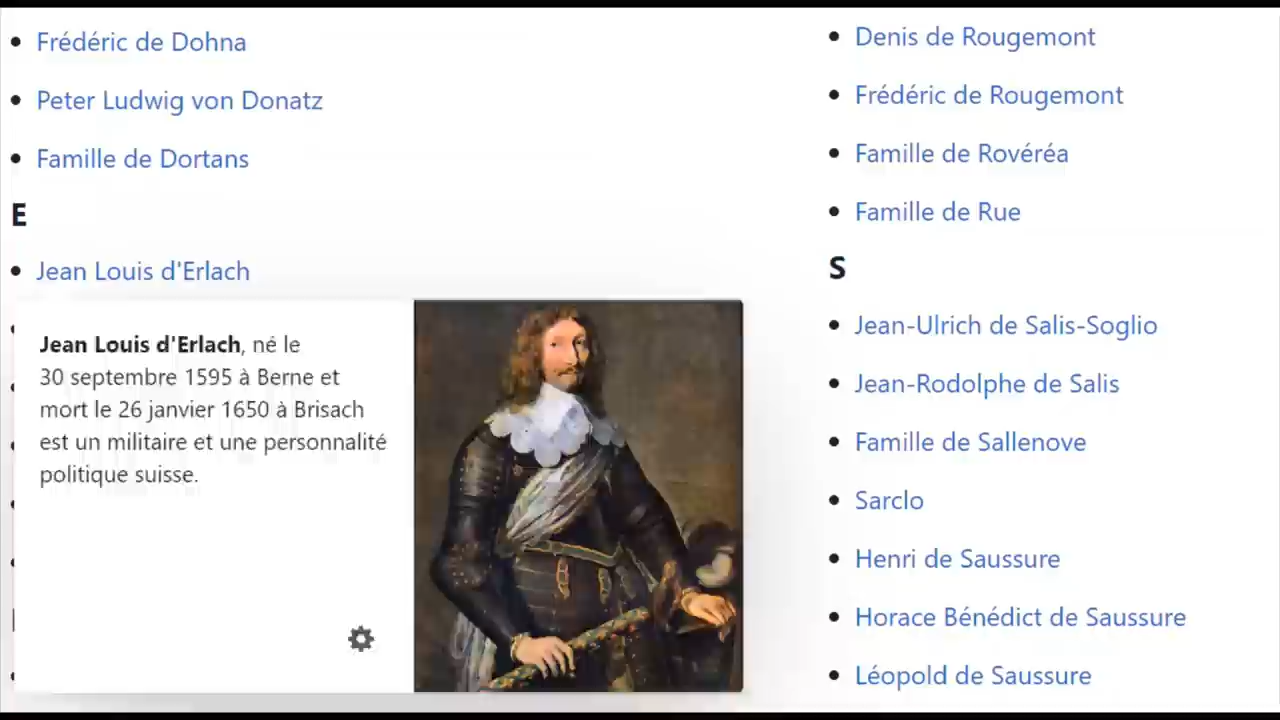 Frédéric de Dohna
Peter Ludwig von Donatz
Famille de Dortans
E
Jean Louis d'Erlach
Jean Louis d'Erlach, né le
30 septembre 1595 à Berne et
mort le 26 janvier 1650 à Brisach
est un militaire et une personnalité
politique suisse.
Denis de Rougemont
Frédéric de Rougemont
Famille de Rovéréa
Famille de Rue
S
Jean-Ulrich de Salis-Soglio
Jean-Rodolphe de Salis
Famille de Sallenove
Sarclo
Henri de Saussure
Horace Bénédict de Saussure
Léopold de Saussure